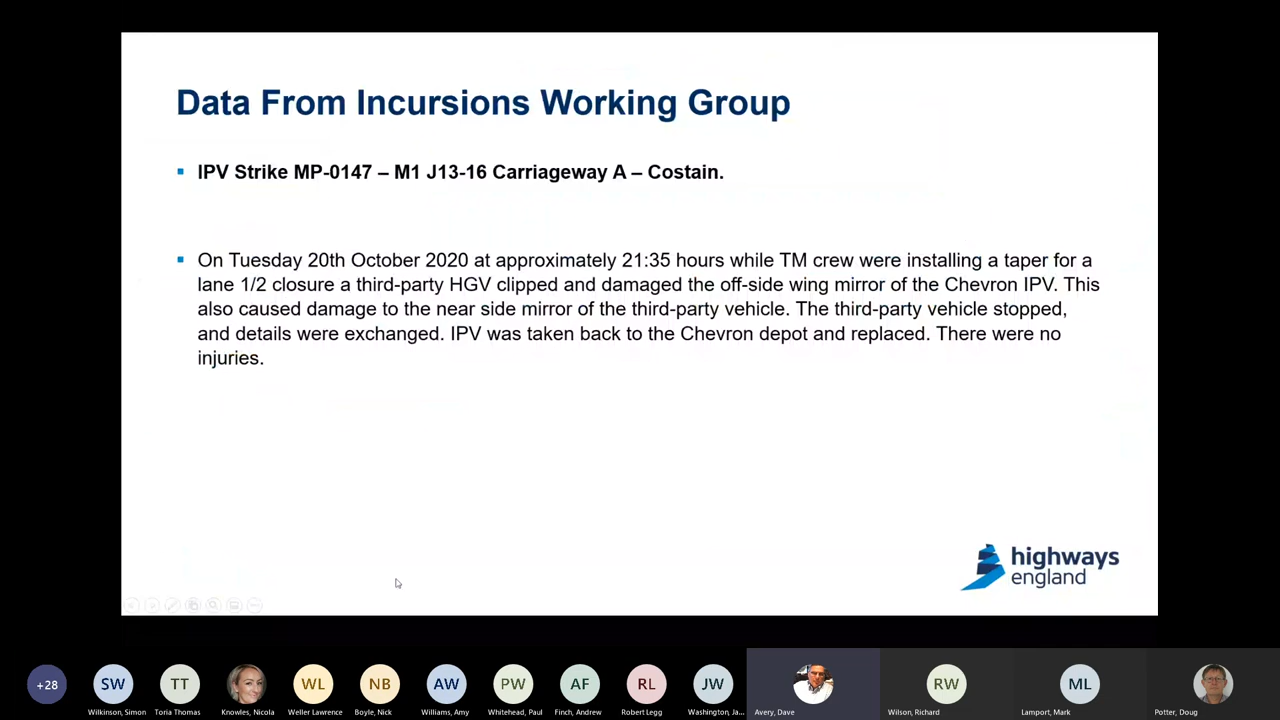 Data From Incursions Working Group
IPV Strike MP-0147 – M1 J13-16 Carriageway A – Costain.
On Tuesday 20th October 2020 at approximately 21:35 hours while TM crew were installing a taper for a
lane 1/2 closure a third-party HGV clipped and damaged the off-side wing mirror of the Chevron IPV. This
also caused damage to the near side mirror of the third-party vehicle. The third-party vehicle stopped,
and details were exchanged. IPV was taken back to the Chevron depot and replaced. There were no
injuries.
highways
england
+28 SW TT WL NB AW PW AF RL JW RW ML
Wilkinson, Simon Toria Thomas Knowles, Nicola Weller Lawrence Boyle, Nick Williams, Amy Whitehead, Paul Finch, Andrew Robert Legg Washington, Ja... Avery, Dave Wilson, Richard Lamport, Mark Potter, Doug